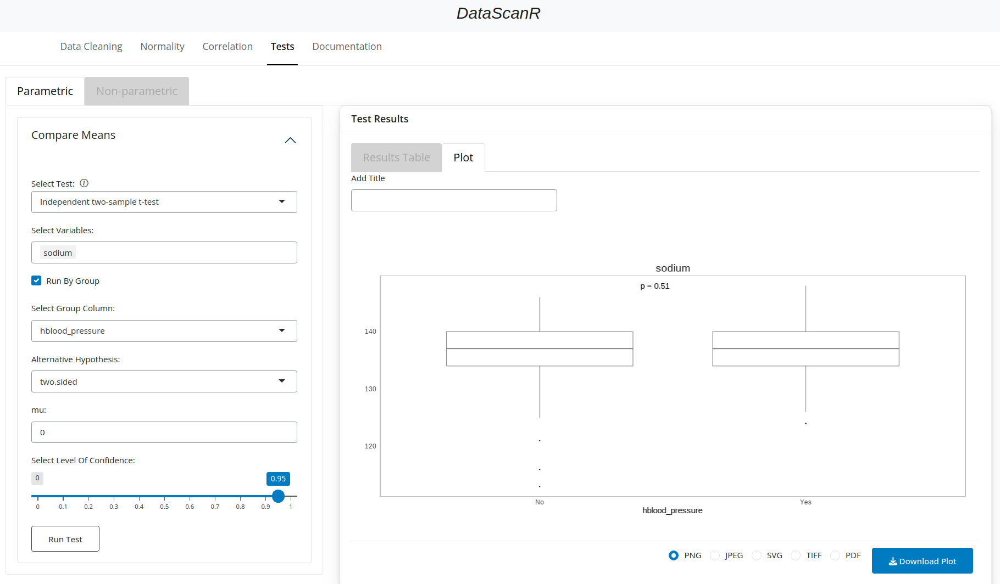 DataScanR
Data Cleaning Normality Correlation Tests Documentation
Parametric Non-parametric
Compare Means
Select Test:
Independent two-sample t-test
Select Variables:
sodium
Run By Group
Select Group Column:
hblood_pressure
Alternative Hypothesis:
two.sided
mu:
0
Select Level Of Confidence:
0 0.95
0 0.1 0.2 0.3 0.4 0.5 0.6 0.7 0.8 0.9 1
Run Test
Test Results
Results Table Plot
Add Title
sodium
p = 0.51
140
130
120
No Yes
hblood_pressure
PNG JPEG SVG TIFF PDF Download Plot